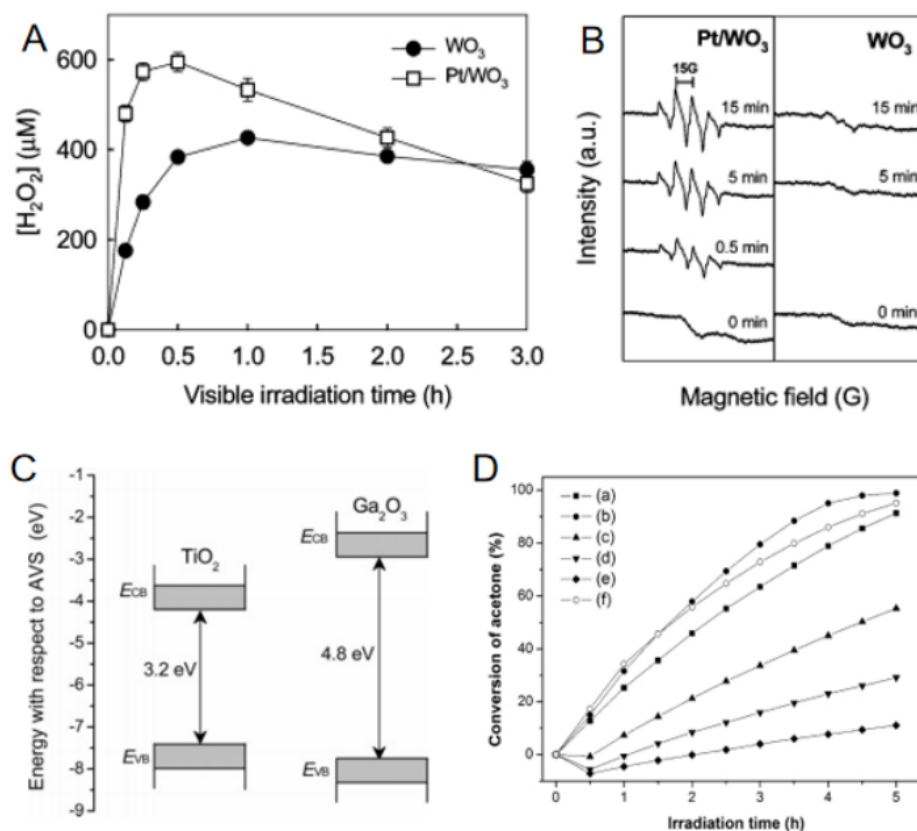 A
[H₂O₂] (μM)
600
400
200
0
0.0 0.5 1.0 1.5 2.0 2.5 3.0
Visible irradiation time (h)
WO₃
Pt/WO₃
B
Pt/WO₃
WO₃
15G
15 min
15 min
5 min
5 min
0.5 min
0 min
0 min
Intensity (a.u.)
Magnetic field (G)
C
Energy with respect to AVS (eV)
-1
-2
-3
-4
-5
-6
-7
-8
-9
TiO₂
ECB
3.2 eV
EVB
Ga₂O₃
ECB
4.8 eV
EVB
D
Conversion of acetone (%)
100
80
60
40
20
0
(a)
(b)
(c)
(d)
(e)
(f)
0 1 2 3 4 5
Irradiation time (h)